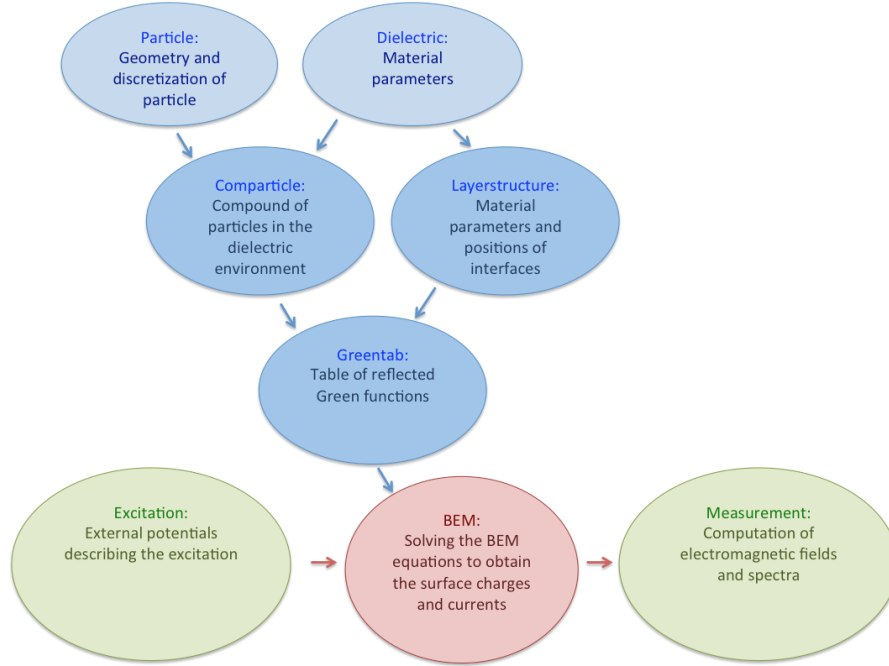 Particle:
Geometry and
discretization of
particle
Dielectric:
Material
parameters
Comparticle:
Compound of
particles in the
dielectric
environment
Layerstructure:
Material
parameters and
positions of
interfaces
Greentab:
Table of reflected
Green functions
Excitation:
External potentials
describing the excitation
BEM:
Solving the BEM
equations to obtain
the surface charges
and currents
Measurement:
Computation of
electromagnetic fields
and spectra